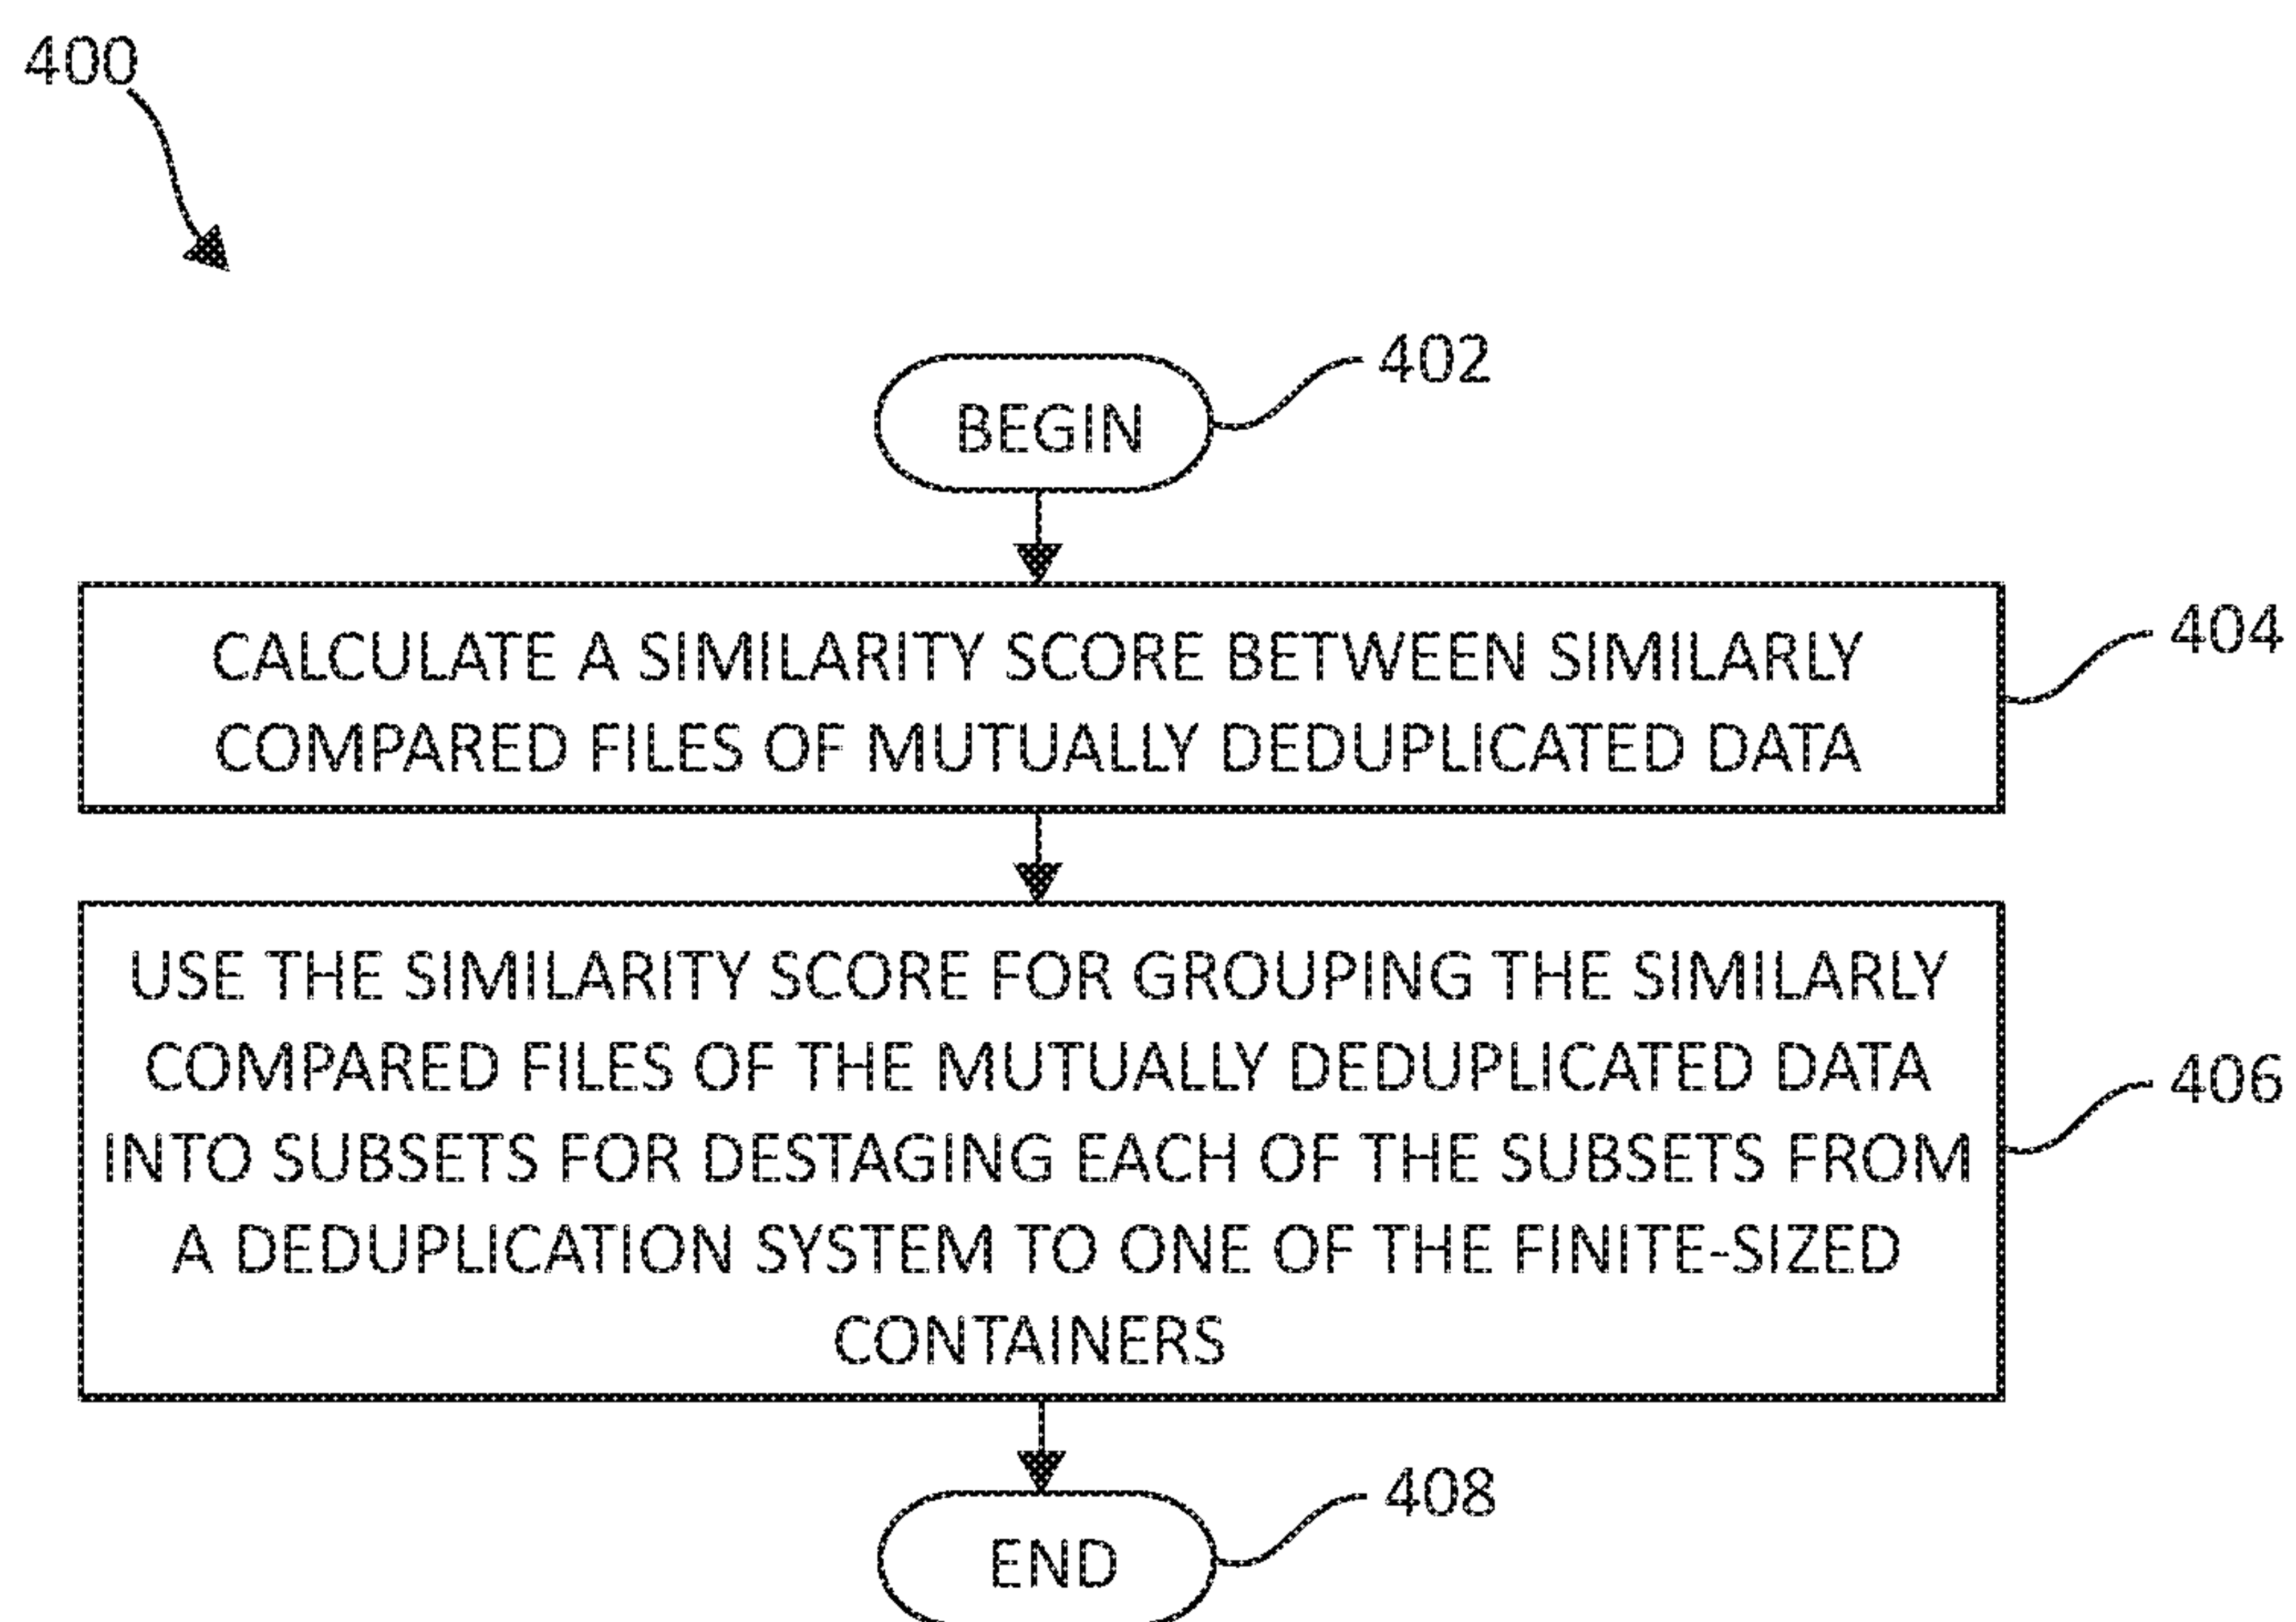 400
402
BEGIN
404
CALCULATE A SIMILARITY SCORE BETWEEN SIMILARLY
COMPARED FILES OF MUTUALLY DEDUPLICATED DATA
USE THE SIMILARITY SCORE FOR GROUPING THE SIMILARLY
COMPARED FILES OF THE MUTUALLY DEDUPLICATED DATA
406
INTO SUBSETS FOR DESTAGING EACH OF THE SUBSETS FROM
A DEDUPLICATION SYSTEM TO ONE OF THE FINITE-SIZED
CONTAINERS
408
END